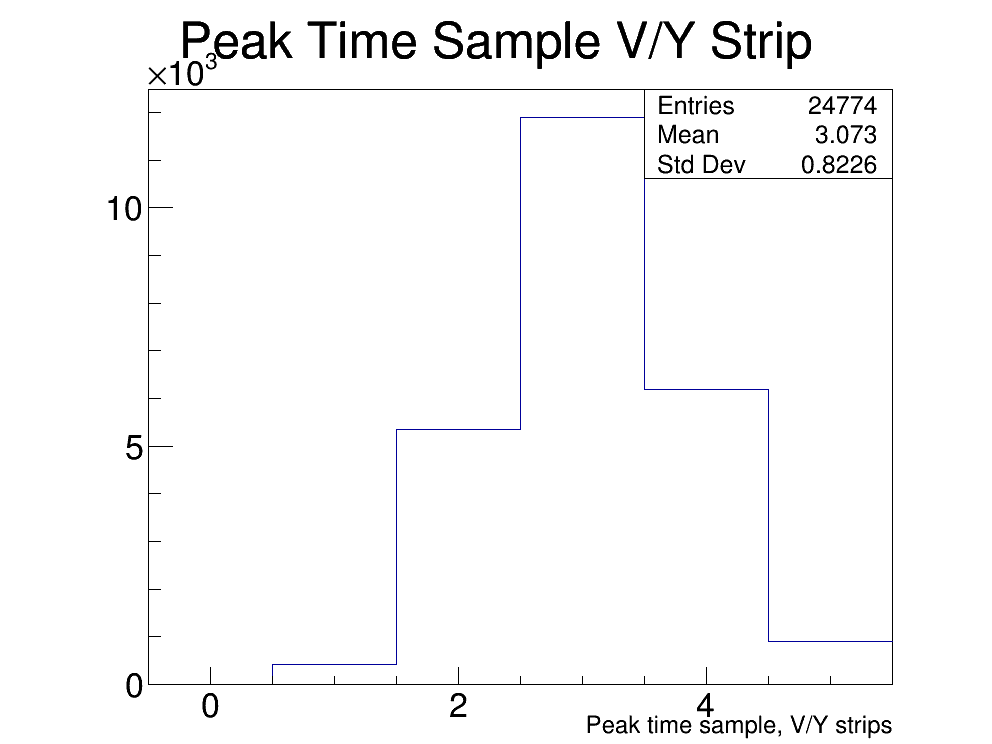 Peak Time Sample V/Y Strip
×10³
Entries 24774
Mean 3.073
Std Dev 0.8226
10
5
0
0 2 4
Peak time sample, V/Y strips